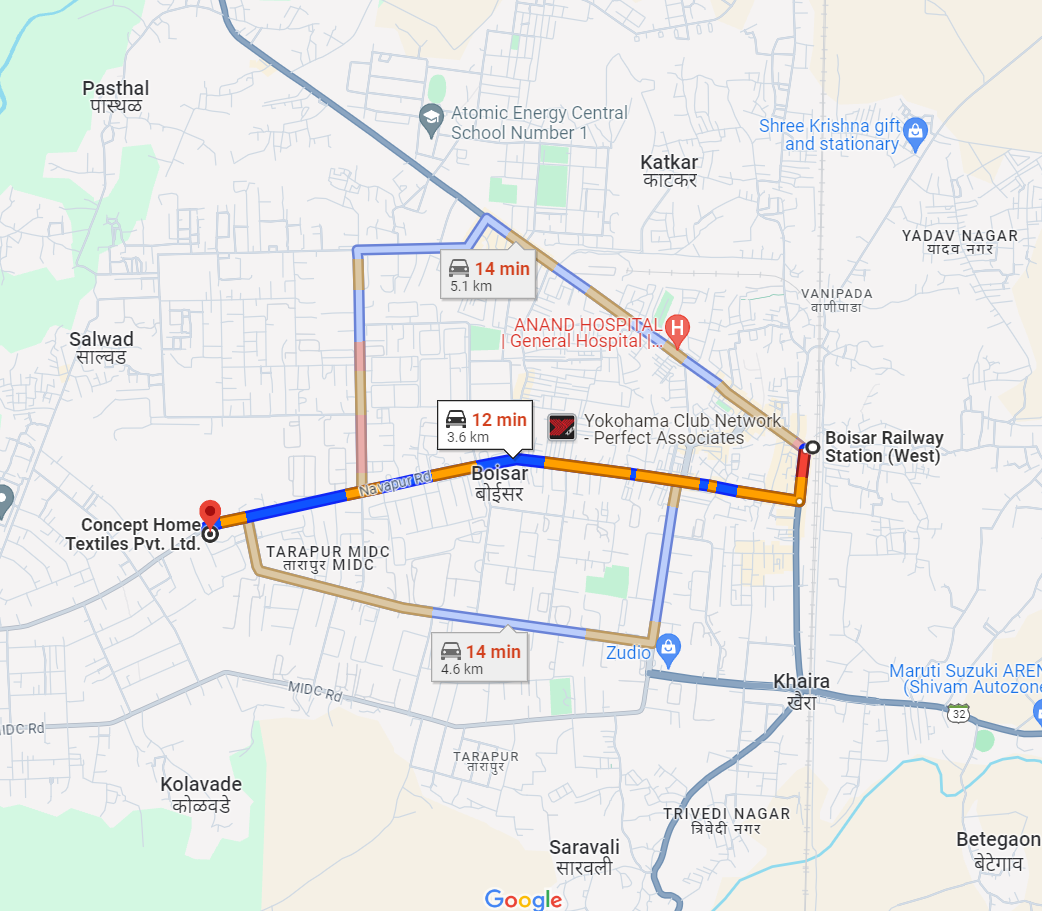 Pasthal
पास्थळ
Atomic Energy Central
School Number 1
Shree Krishna gift
and stationary
Katkar
काटकर
YADAV NAGAR
यादव नगर
14 min
5.1 km
VANIPADA
वाणीपाडा
ANAND HOSPITAL
| General Hospital |...
Salwad
साल्वड
12 min
3.6 km
Yokohama Club Network
- Perfect Associates
Boisar Railway
Station (West)
Boisar
बोईसर
Navapur Rd
Concept Home
Textiles Pvt. Ltd.
TARAPUR MIDC
तारापुर MIDC
14 min
4.6 km
Zudio
Khaira
खैरा
Maruti Suzuki AREN
(Shivam Autozone
32
MIDC Rd
IDC Rd
TARAPUR
तारापुर
Kolavade
कोळवडे
TRIVEDI NAGAR
त्रिवेदी नगर
Saravali
सारवली
Betegaon
बेटेगाव
Google